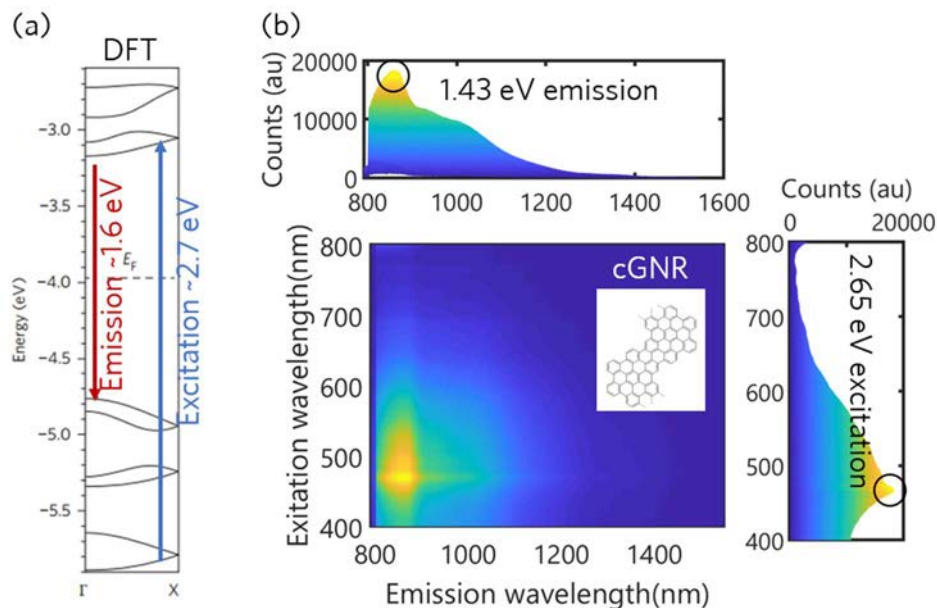 (a)
DFT
Energy (eV)
−3.0
−3.5
−4.0
−4.5
−5.0
−5.5
E_F
Emission ~1.6 eV
Excitation ~2.7 eV
Γ
X
(b)
Counts (au)
20000
10000
0
1.43 eV emission
800
1000
1200
1400
1600
Exitation wavelength(nm)
800
700
600
500
400
cGNR
800
1000
1200
1400
Emission wavelength(nm)
Counts (au)
0
20000
800
700
600
500
400
2.65 eV excitation